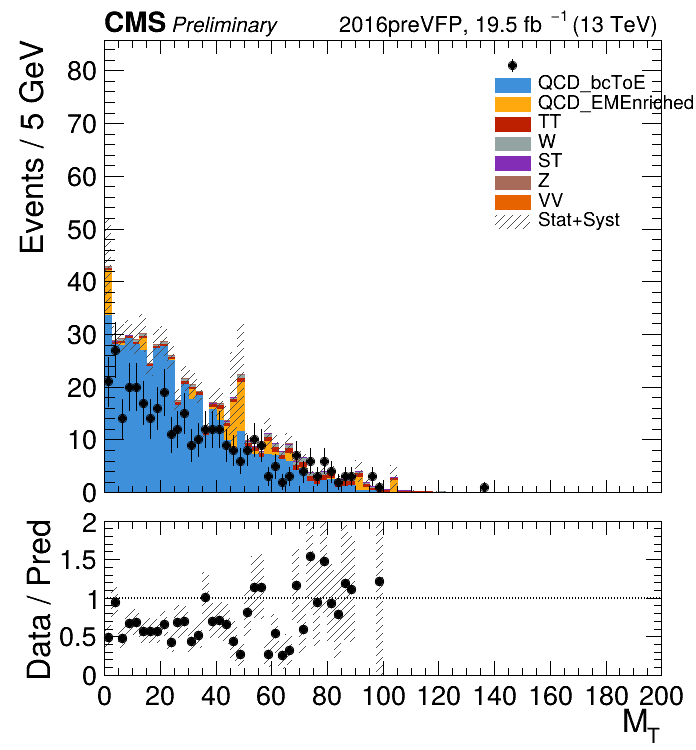 CMS Preliminary 2016preVFP, 19.5 fb⁻¹ (13 TeV)
Events / 5 GeV
80
70
60
50
40
30
20
10
0
QCD_bcToE
QCD_EMEnriched
TT
W
ST
Z
VV
Stat+Syst
Data / Pred
2
1.5
1
0.5
0
0 20 40 60 80 100 120 140 160 180 200
M_T